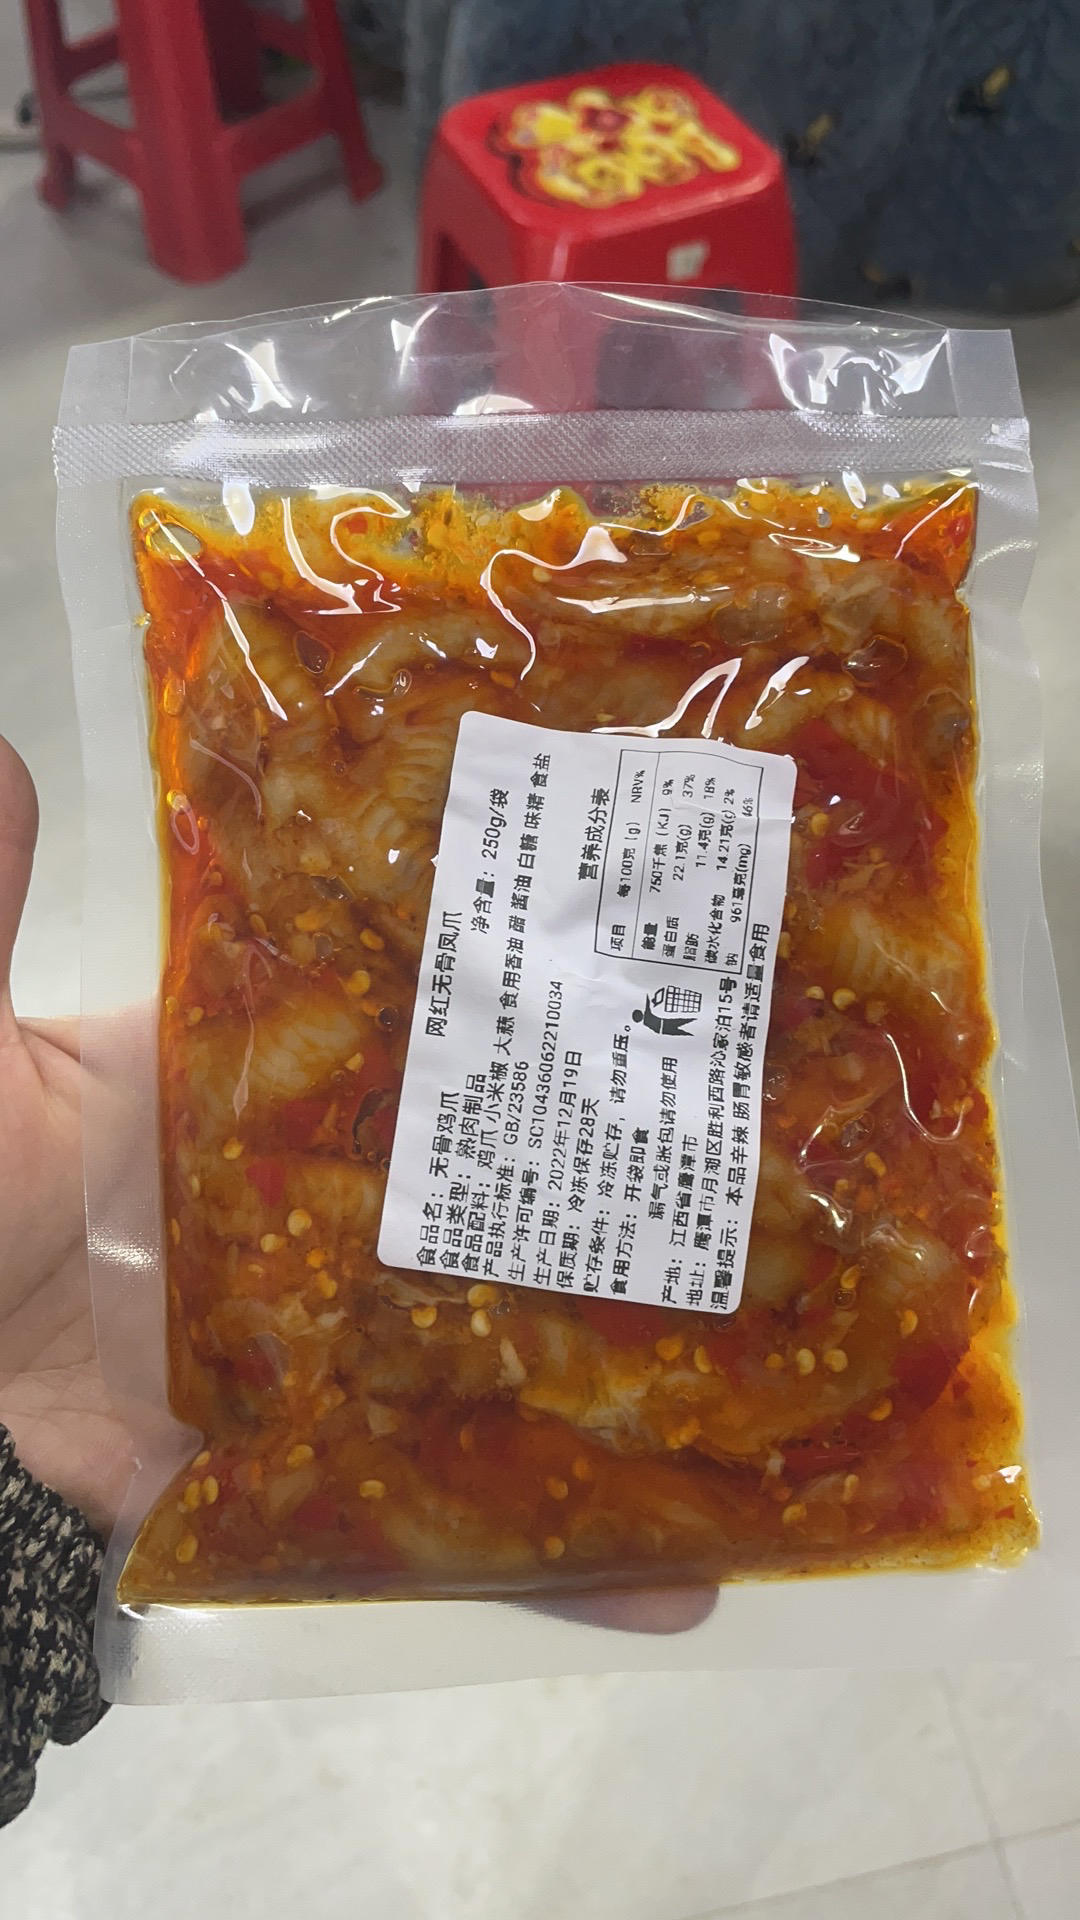 网红无骨凤爪
净含量：250g/袋
食品名：无骨鸡爪
食品类型：熟肉制品
食品配料：鸡爪 小米椒 大蒜 食用香油 醋 酱油 白糖 味精 食盐
产品执行标准：GB/23586
生产许可编号：SC10436062210034
生产日期：2022年12月19日
保质期：冷冻保存28天
贮存条件：冷冻贮存，请勿重压。
食用方法：开袋即食
漏气或胀包请勿使用
产地：江西省鹰潭市
地址：鹰潭市月湖区胜利西路沁家泊15号
温馨提示：本品辛辣 肠胃敏感者请适量食用
营养成分表
项目 每100克(g) NRV%
能量 750千焦(KJ) 9%
蛋白质 22.1克(g) 37%
脂肪 11.4克(g) 18%
碳水化合物 14.21克(g) 2%
钠 961毫克(mg) 46%